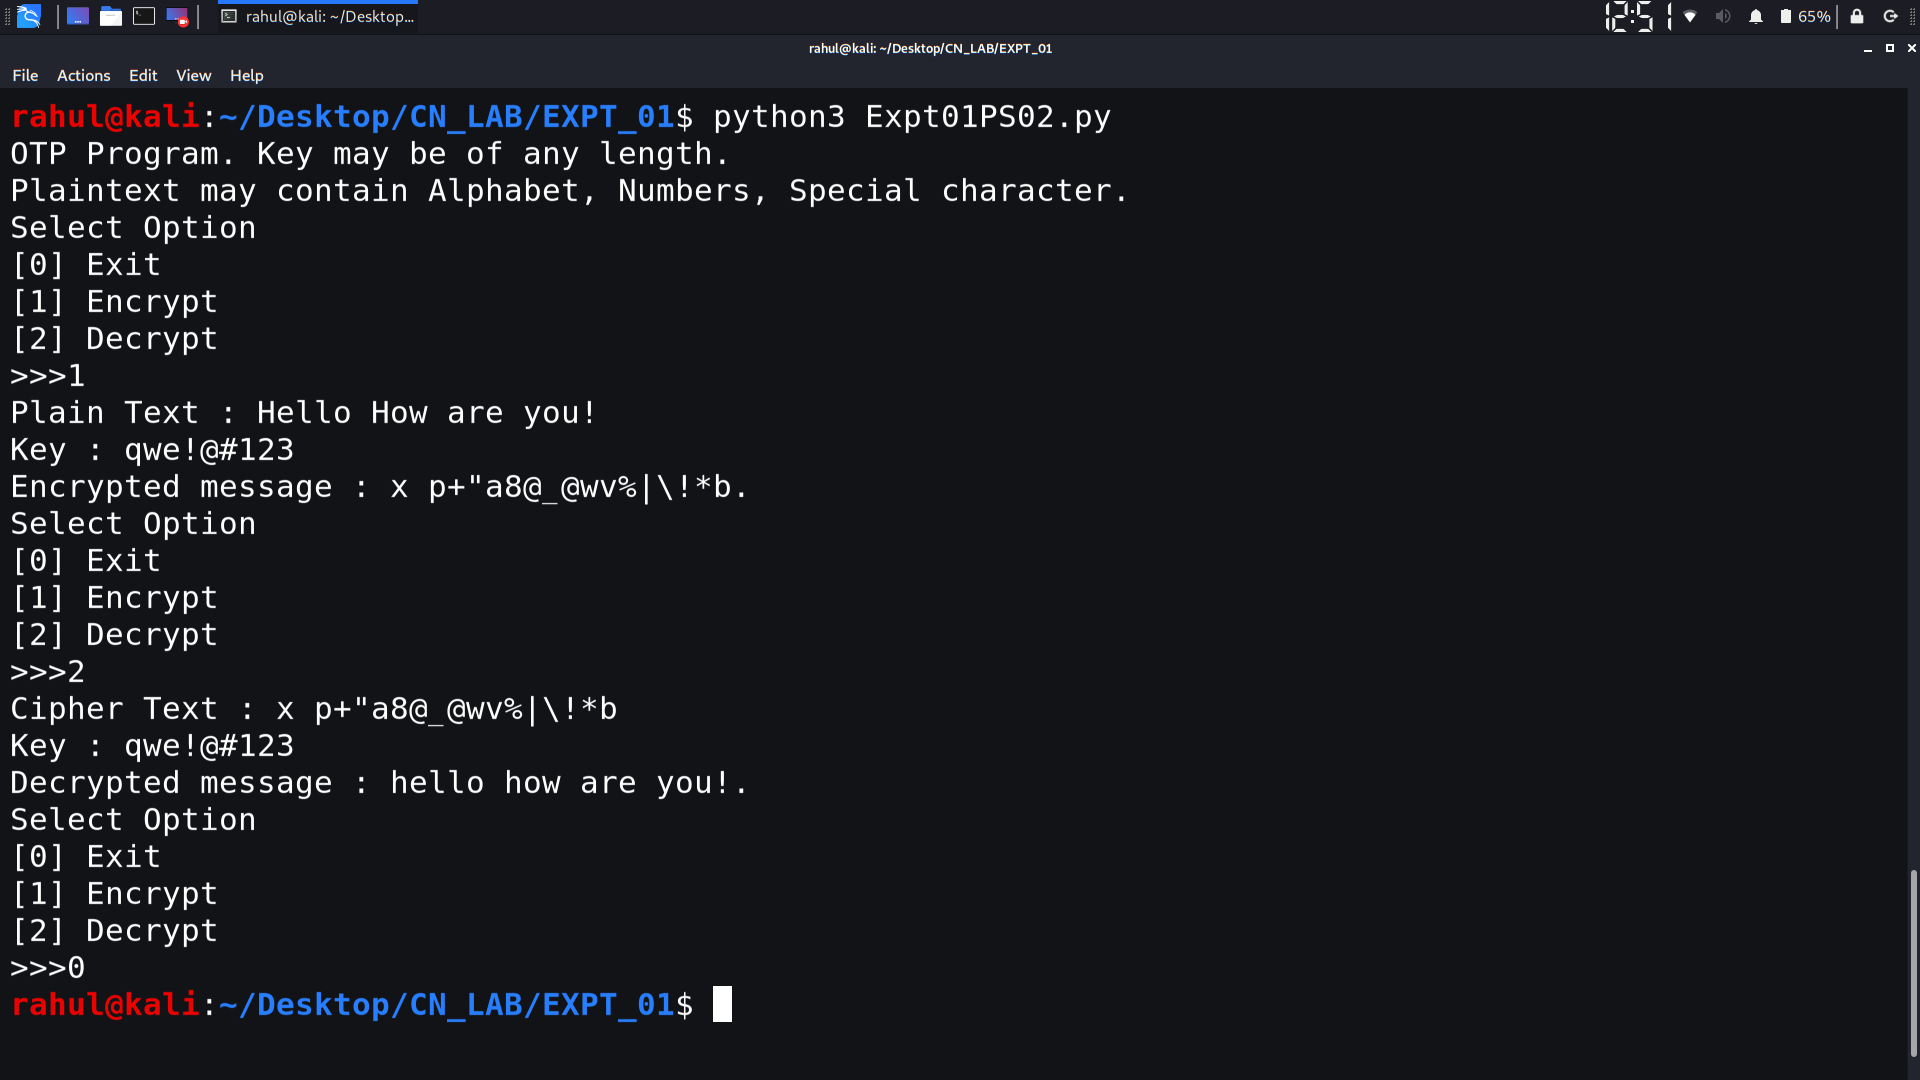 rahul@kali: ~/Desktop...
12:51
65%
rahul@kali: ~/Desktop/CN_LAB/EXPT_01
File Actions Edit View Help
rahul@kali:~/Desktop/CN_LAB/EXPT_01$ python3 Expt01PS02.py
OTP Program. Key may be of any length.
Plaintext may contain Alphabet, Numbers, Special character.
Select Option
[0] Exit
[1] Encrypt
[2] Decrypt
>>>1
Plain Text : Hello How are you!
Key : qwe!@#123
Encrypted message : x p+"a8@_@wv%|\!*b.
Select Option
[0] Exit
[1] Encrypt
[2] Decrypt
>>>2
Cipher Text : x p+"a8@_@wv%|\!*b
Key : qwe!@#123
Decrypted message : hello how are you!.
Select Option
[0] Exit
[1] Encrypt
[2] Decrypt
>>>0
rahul@kali:~/Desktop/CN_LAB/EXPT_01$